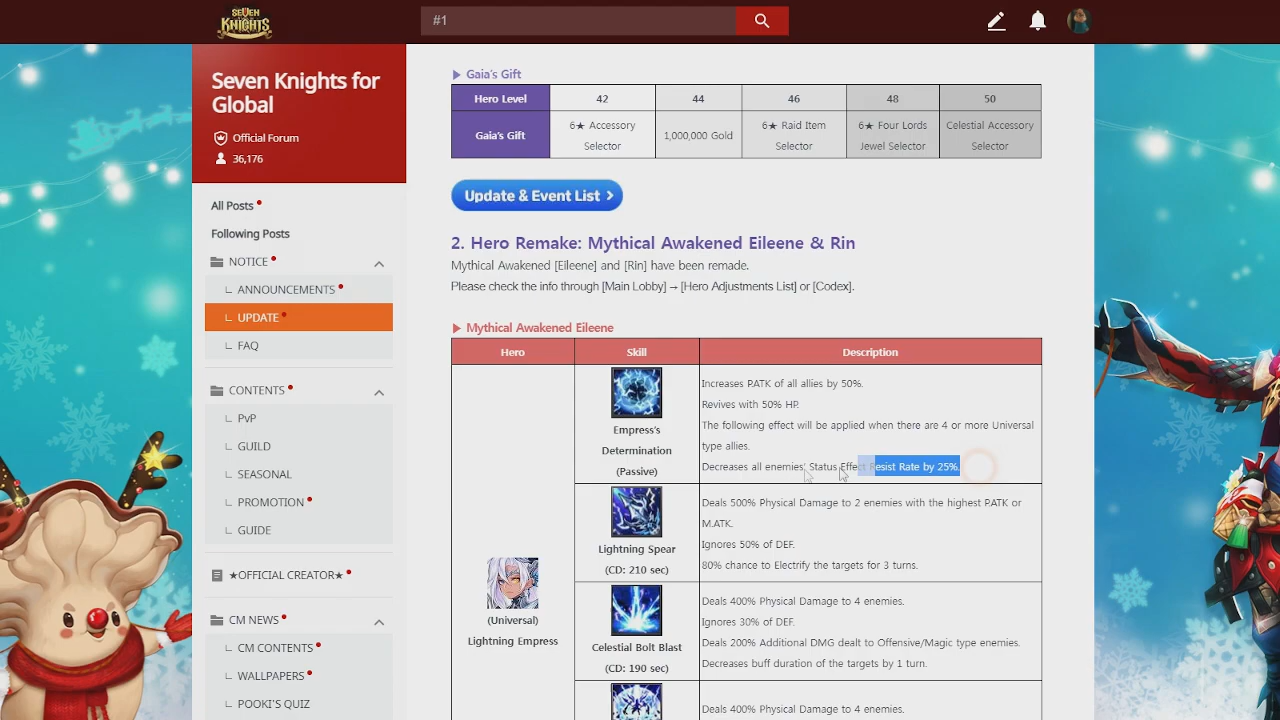 SEVEN
KNIGHTS
#1
Seven Knights for
Global
Official Forum
36,176
All Posts
Following Posts
NOTICE
ANNOUNCEMENTS
UPDATE
FAQ
CONTENTS
PvP
GUILD
SEASONAL
PROMOTION
GUIDE
★OFFICIAL CREATOR★
CM NEWS
CM CONTENTS
WALLPAPERS
POOKI'S QUIZ
▶ Gaia's Gift
Hero Level 42 44 46 48 50
Gaia's Gift 6★ Accessory Selector 1,000,000 Gold 6★ Raid Item Selector 6★ Four Lords Jewel Selector Celestial Accessory Selector
Update & Event List >
2. Hero Remake: Mythical Awakened Eileene & Rin
Mythical Awakened [Eileene] and [Rin] have been remade.
Please check the info through [Main Lobby] → [Hero Adjustments List] or [Codex].
▶ Mythical Awakened Eileene
Hero Skill Description
(Universal)
Lightning Empress
Empress's
Determination
(Passive)
Increases P.ATK of all allies by 50%.
Revives with 50% HP.
The following effect will be applied when there are 4 or more Universal
type allies.
Decreases all enemies' Status Effect Resist Rate by 25%.
Lightning Spear
(CD: 210 sec)
Deals 500% Physical Damage to 2 enemies with the highest P.ATK or
M.ATK.
Ignores 50% of DEF.
80% chance to Electrify the targets for 3 turns.
Celestial Bolt Blast
(CD: 190 sec)
Deals 400% Physical Damage to 4 enemies.
Ignores 30% of DEF.
Deals 200% Additional DMG dealt to Offensive/Magic type enemies.
Decreases buff duration of the targets by 1 turn.
Deals 400% Physical Damage to 4 enemies.